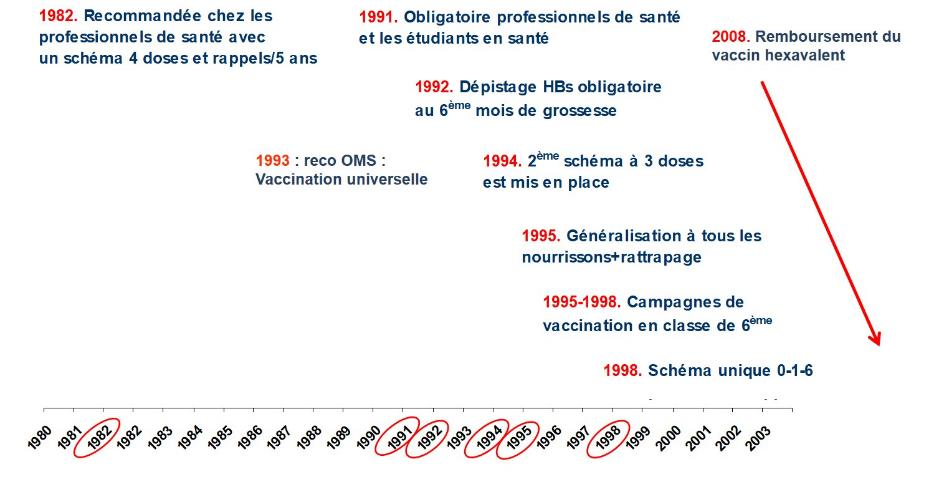 1982. Recommandée chez les
professionnels de santé avec
un schéma 4 doses et rappels/5 ans
1991. Obligatoire professionnels de santé
et les étudiants en santé
2008. Remboursement du
vaccin hexavalent
1992. Dépistage HBs obligatoire
au 6ème mois de grossesse
1993 : reco OMS :
Vaccination universelle
1994. 2ème schéma à 3 doses
est mis en place
1995. Généralisation à tous les
nourrissons+rattrapage
1995-1998. Campagnes de
vaccination en classe de 6ème
1998. Schéma unique 0-1-6
1980 1981 1982 1982 1983 1984 1985 1986 1987 1988 1989 1990 1991 1992 1993 1994 1995 1996 1997 1998 1999 2000 2001 2002 2003